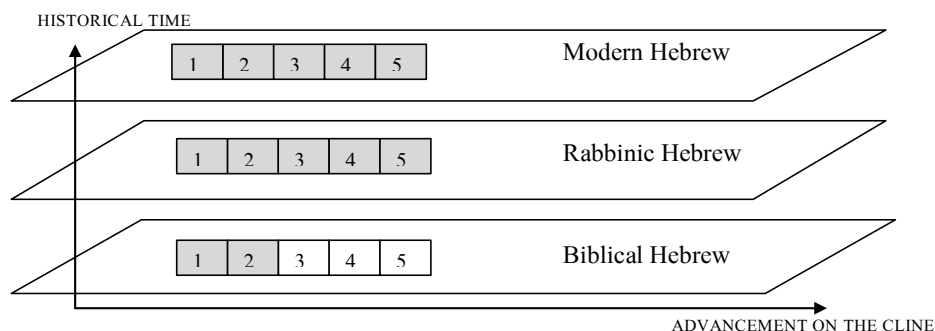 HISTORICAL TIME
1 2 3 4 5 Modern Hebrew
1 2 3 4 5 Rabbinic Hebrew
1 2 3 4 5 Biblical Hebrew
ADVANCEMENT ON THE CLINE